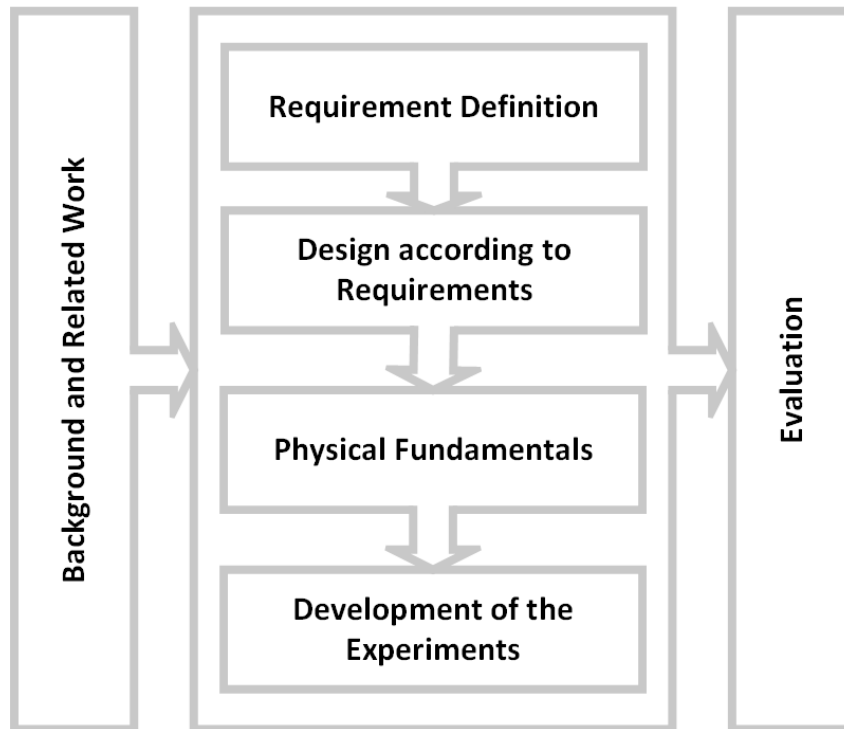 Background and Related Work
Requirement Definition
Design according to
Requirements
Physical Fundamentals
Development of the
Experiments
Evaluation